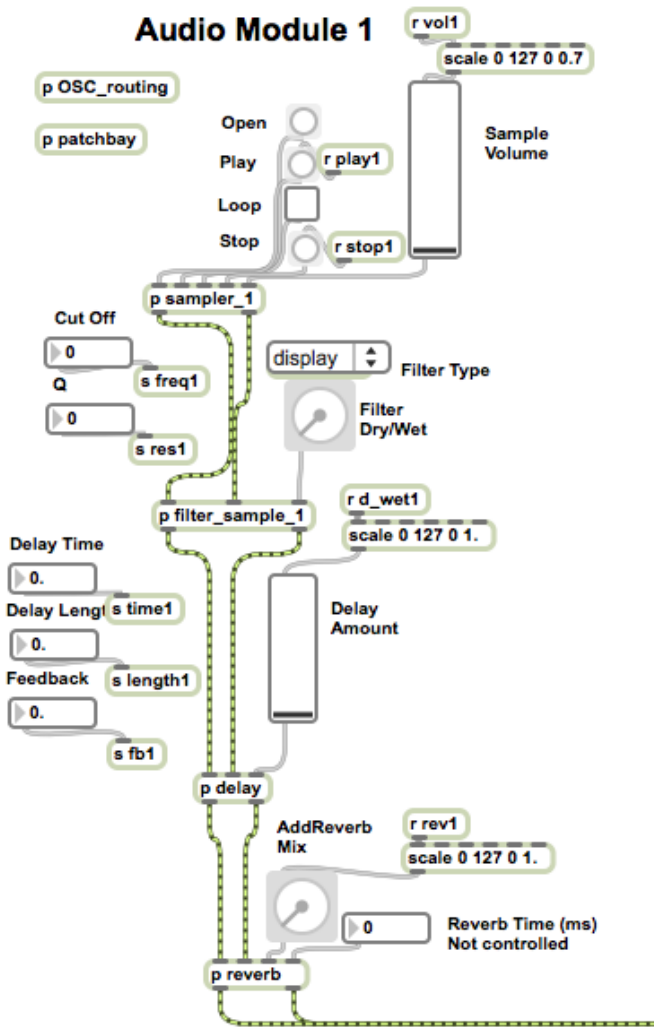 Audio Module 1
r vol1
scale 0 127 0 0.7
p OSC_routing
p patchbay
Open
Play
r play1
Loop
Stop
r stop1
Sample
Volume
p sampler_1
Cut Off
0
s freq1
Q
0
s res1
display
Filter Type
Filter
Dry/Wet
p filter_sample_1
r d_wet1
scale 0 127 0 1.
Delay Time
0.
s time1
Delay Lengt
0.
s length1
Feedback
0.
s fb1
Delay
Amount
p delay
AddReverb
Mix
r rev1
scale 0 127 0 1.
0
Reverb Time (ms)
Not controlled
p reverb